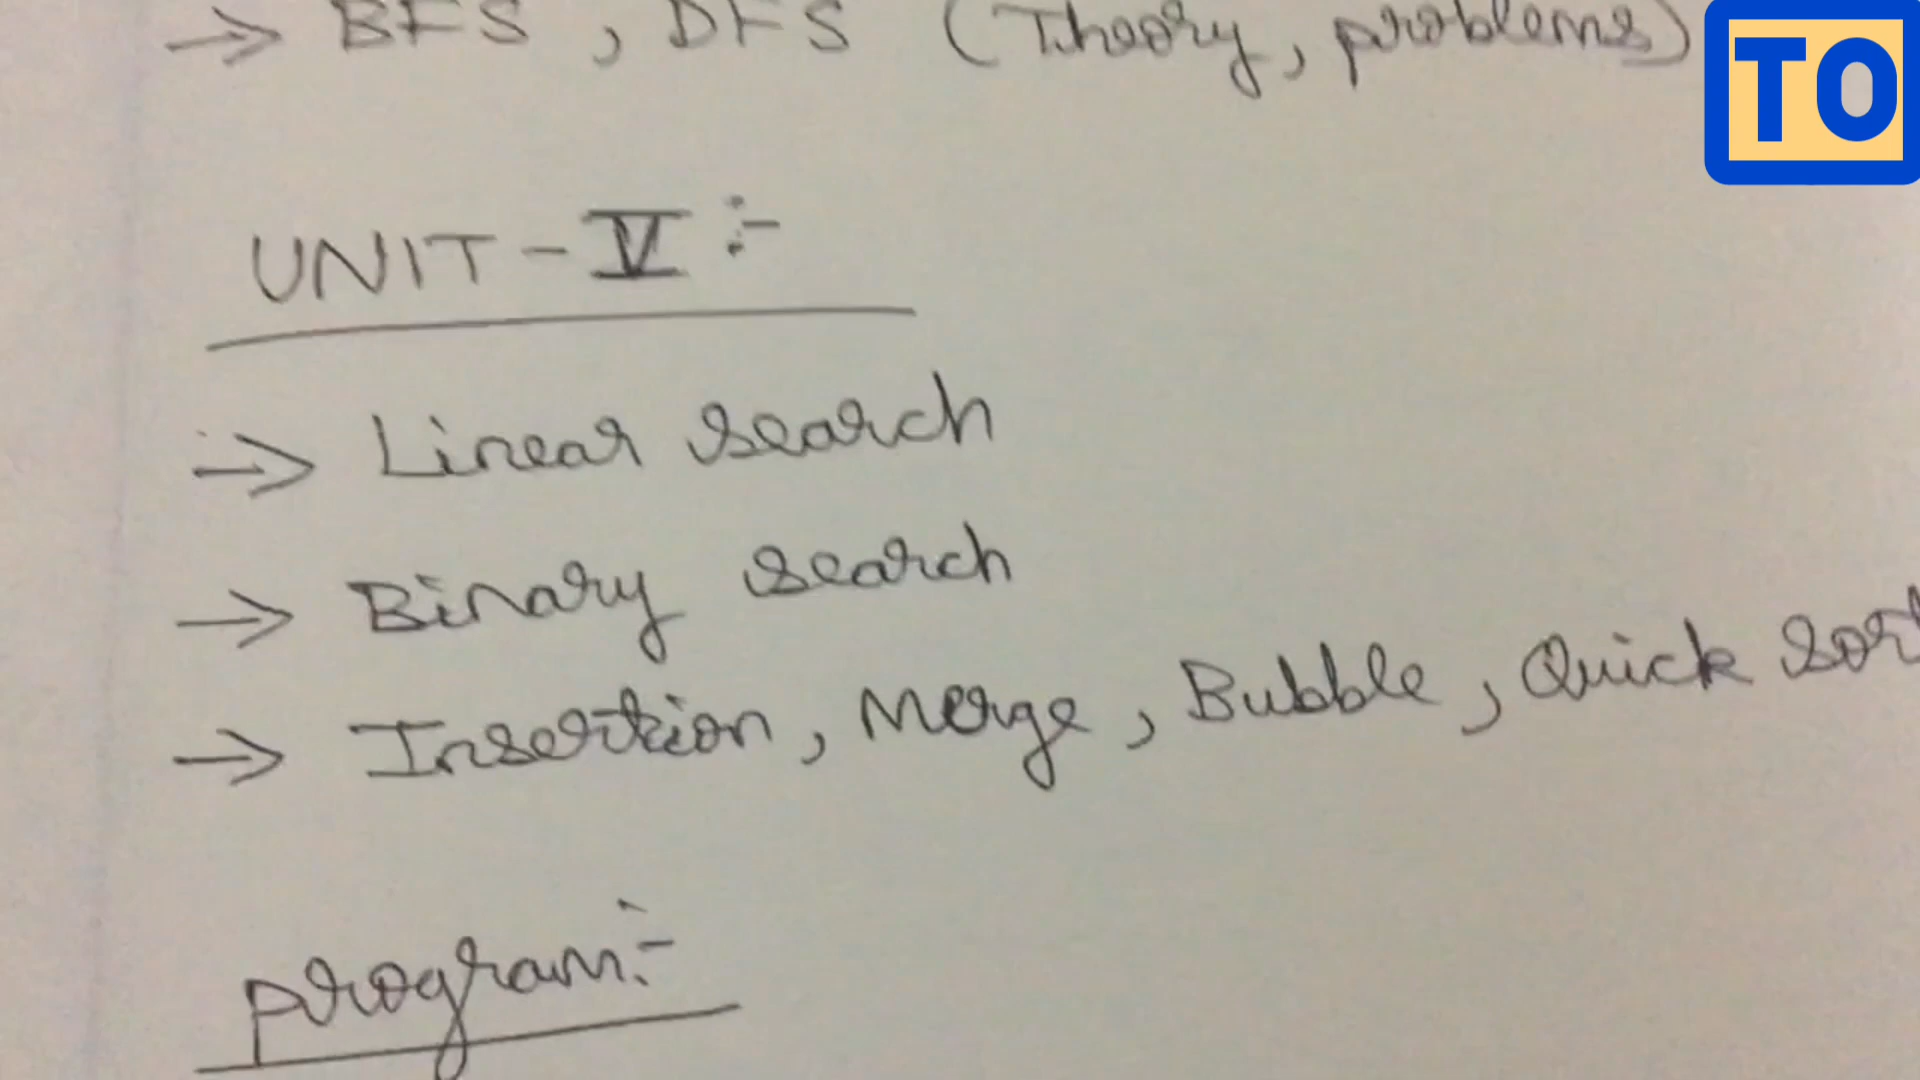 → BFS, DFS (Theory, problems)
TO
UNIT-V :-
→ Linear search
→ Binary search
→ Insertion, Merge, Bubble, Quick sort
program:-